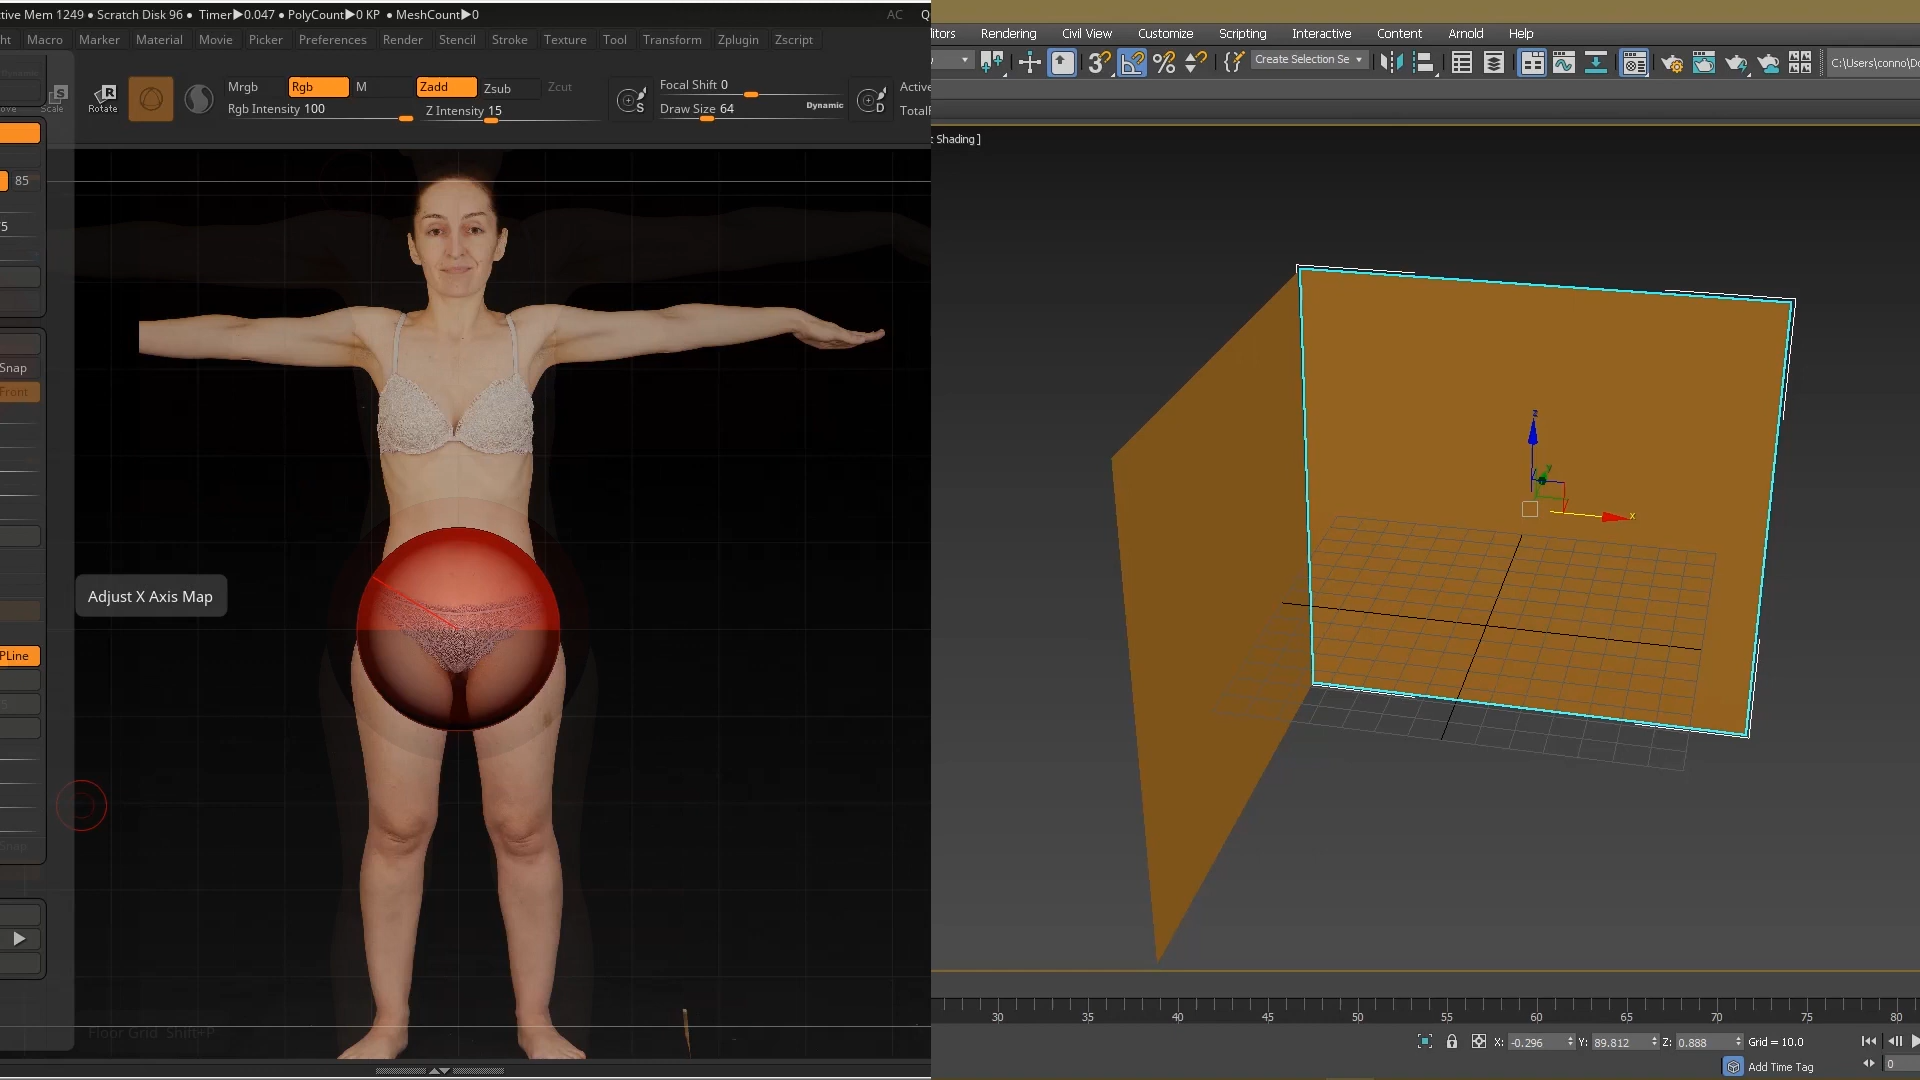 ctive Mem 1249 ● Scratch Disk 96 ● Timer▶0.047 ● PolyCount▶0 KP ● MeshCount▶0
AC Q
ht Macro Marker Material Movie Picker Preferences Render Stencil Stroke Texture Tool Transform Zplugin Zscript
itors Rendering Civil View Customize Scripting Interactive Content Arnold Help
Create Selection Se
C:\Users\conno\Do
Dynamic
ove Scale Rotate
Mrgb Rgb M Zadd Zsub Zcut
Rgb Intensity 100
Z Intensity 15
Focal Shift 0
Draw Size 64
Dynamic
S
D
Active
TotalP
t Shading ]
85
5
Snap
Front
Adjust X Axis Map
PLine
5
Snap
Floor Grid Shift+P
z
y
x
30 35 40 45 50 55 60 65 70 75 80
X: -0.296 Y: 89.812 Z: 0.888 Grid = 10.0
Add Time Tag
0